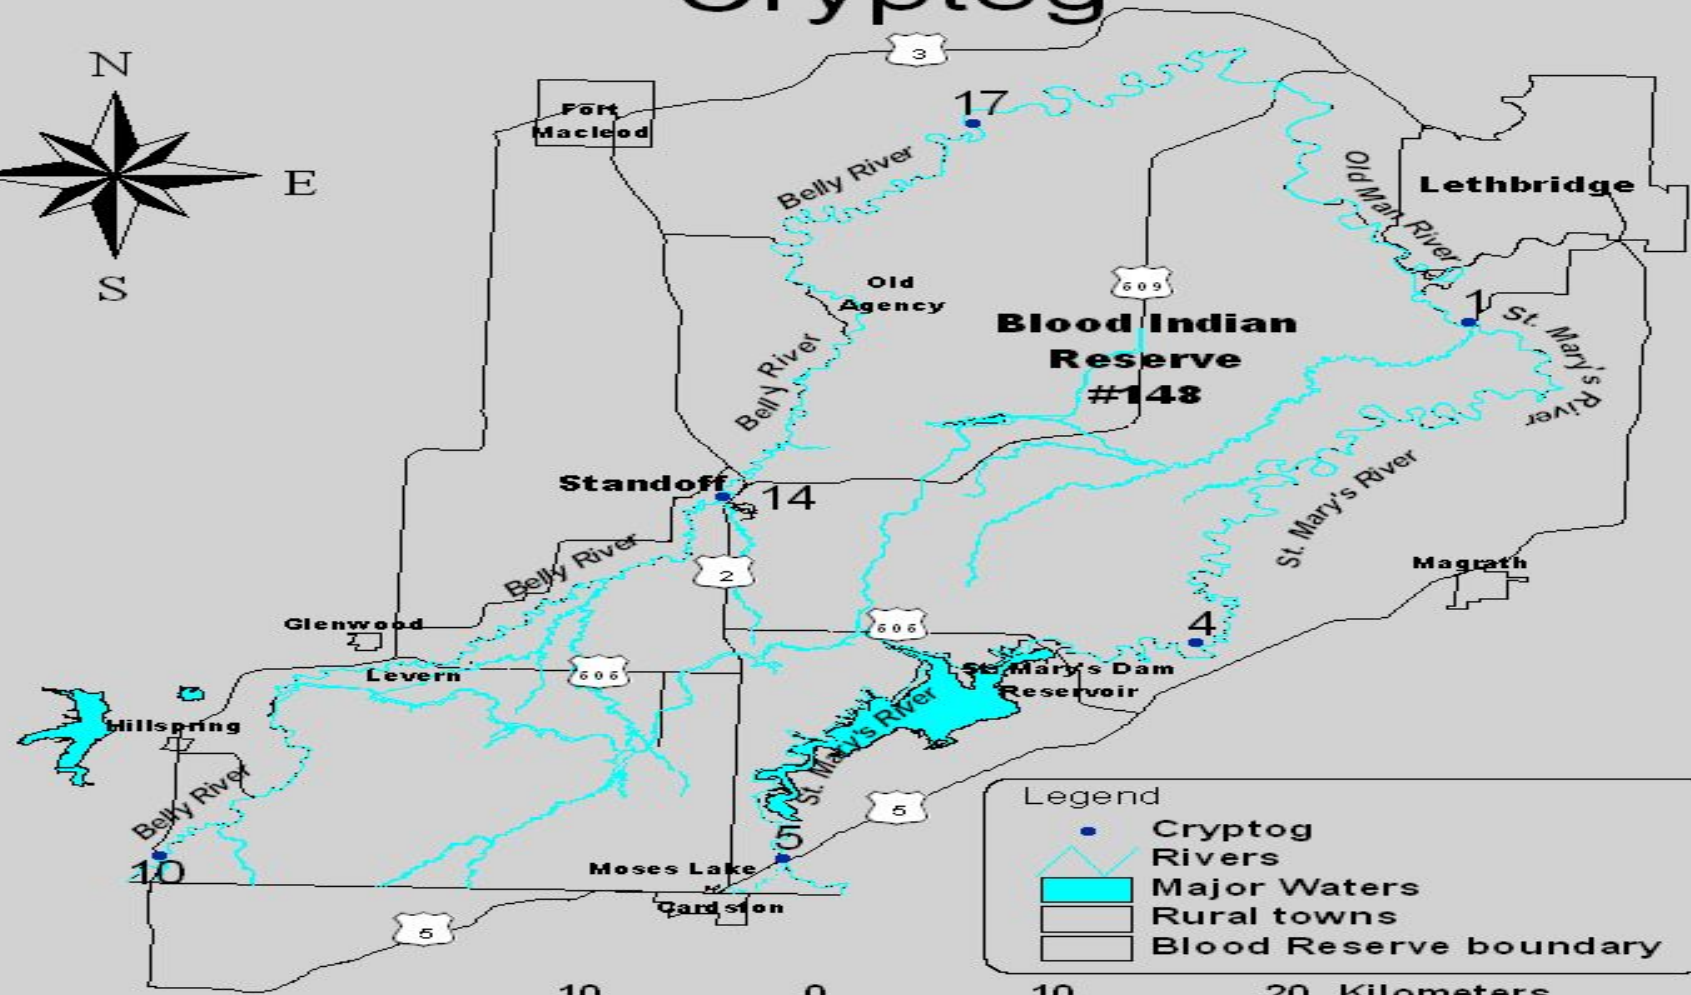 Cryptog
N
E
S
3
Fort
Macleod
17
Belly River
Old Man River
Lethbridge
Old
Agency
609
Blood Indian
Reserve
#148
1
St. Mary's River
Belly River
Standoff
14
St. Mary's River
Belly River
2
Magrath
Glenwood
606
4
Levern
606
St. Mary's Dam
Reservoir
Hillspring
St. Mary's River
Belly River
5
5
10
Moses Lake
Cardston
5
Legend
Cryptog
Rivers
Major Waters
Rural towns
Blood Reserve boundary
10 0 10 20 Kilometers